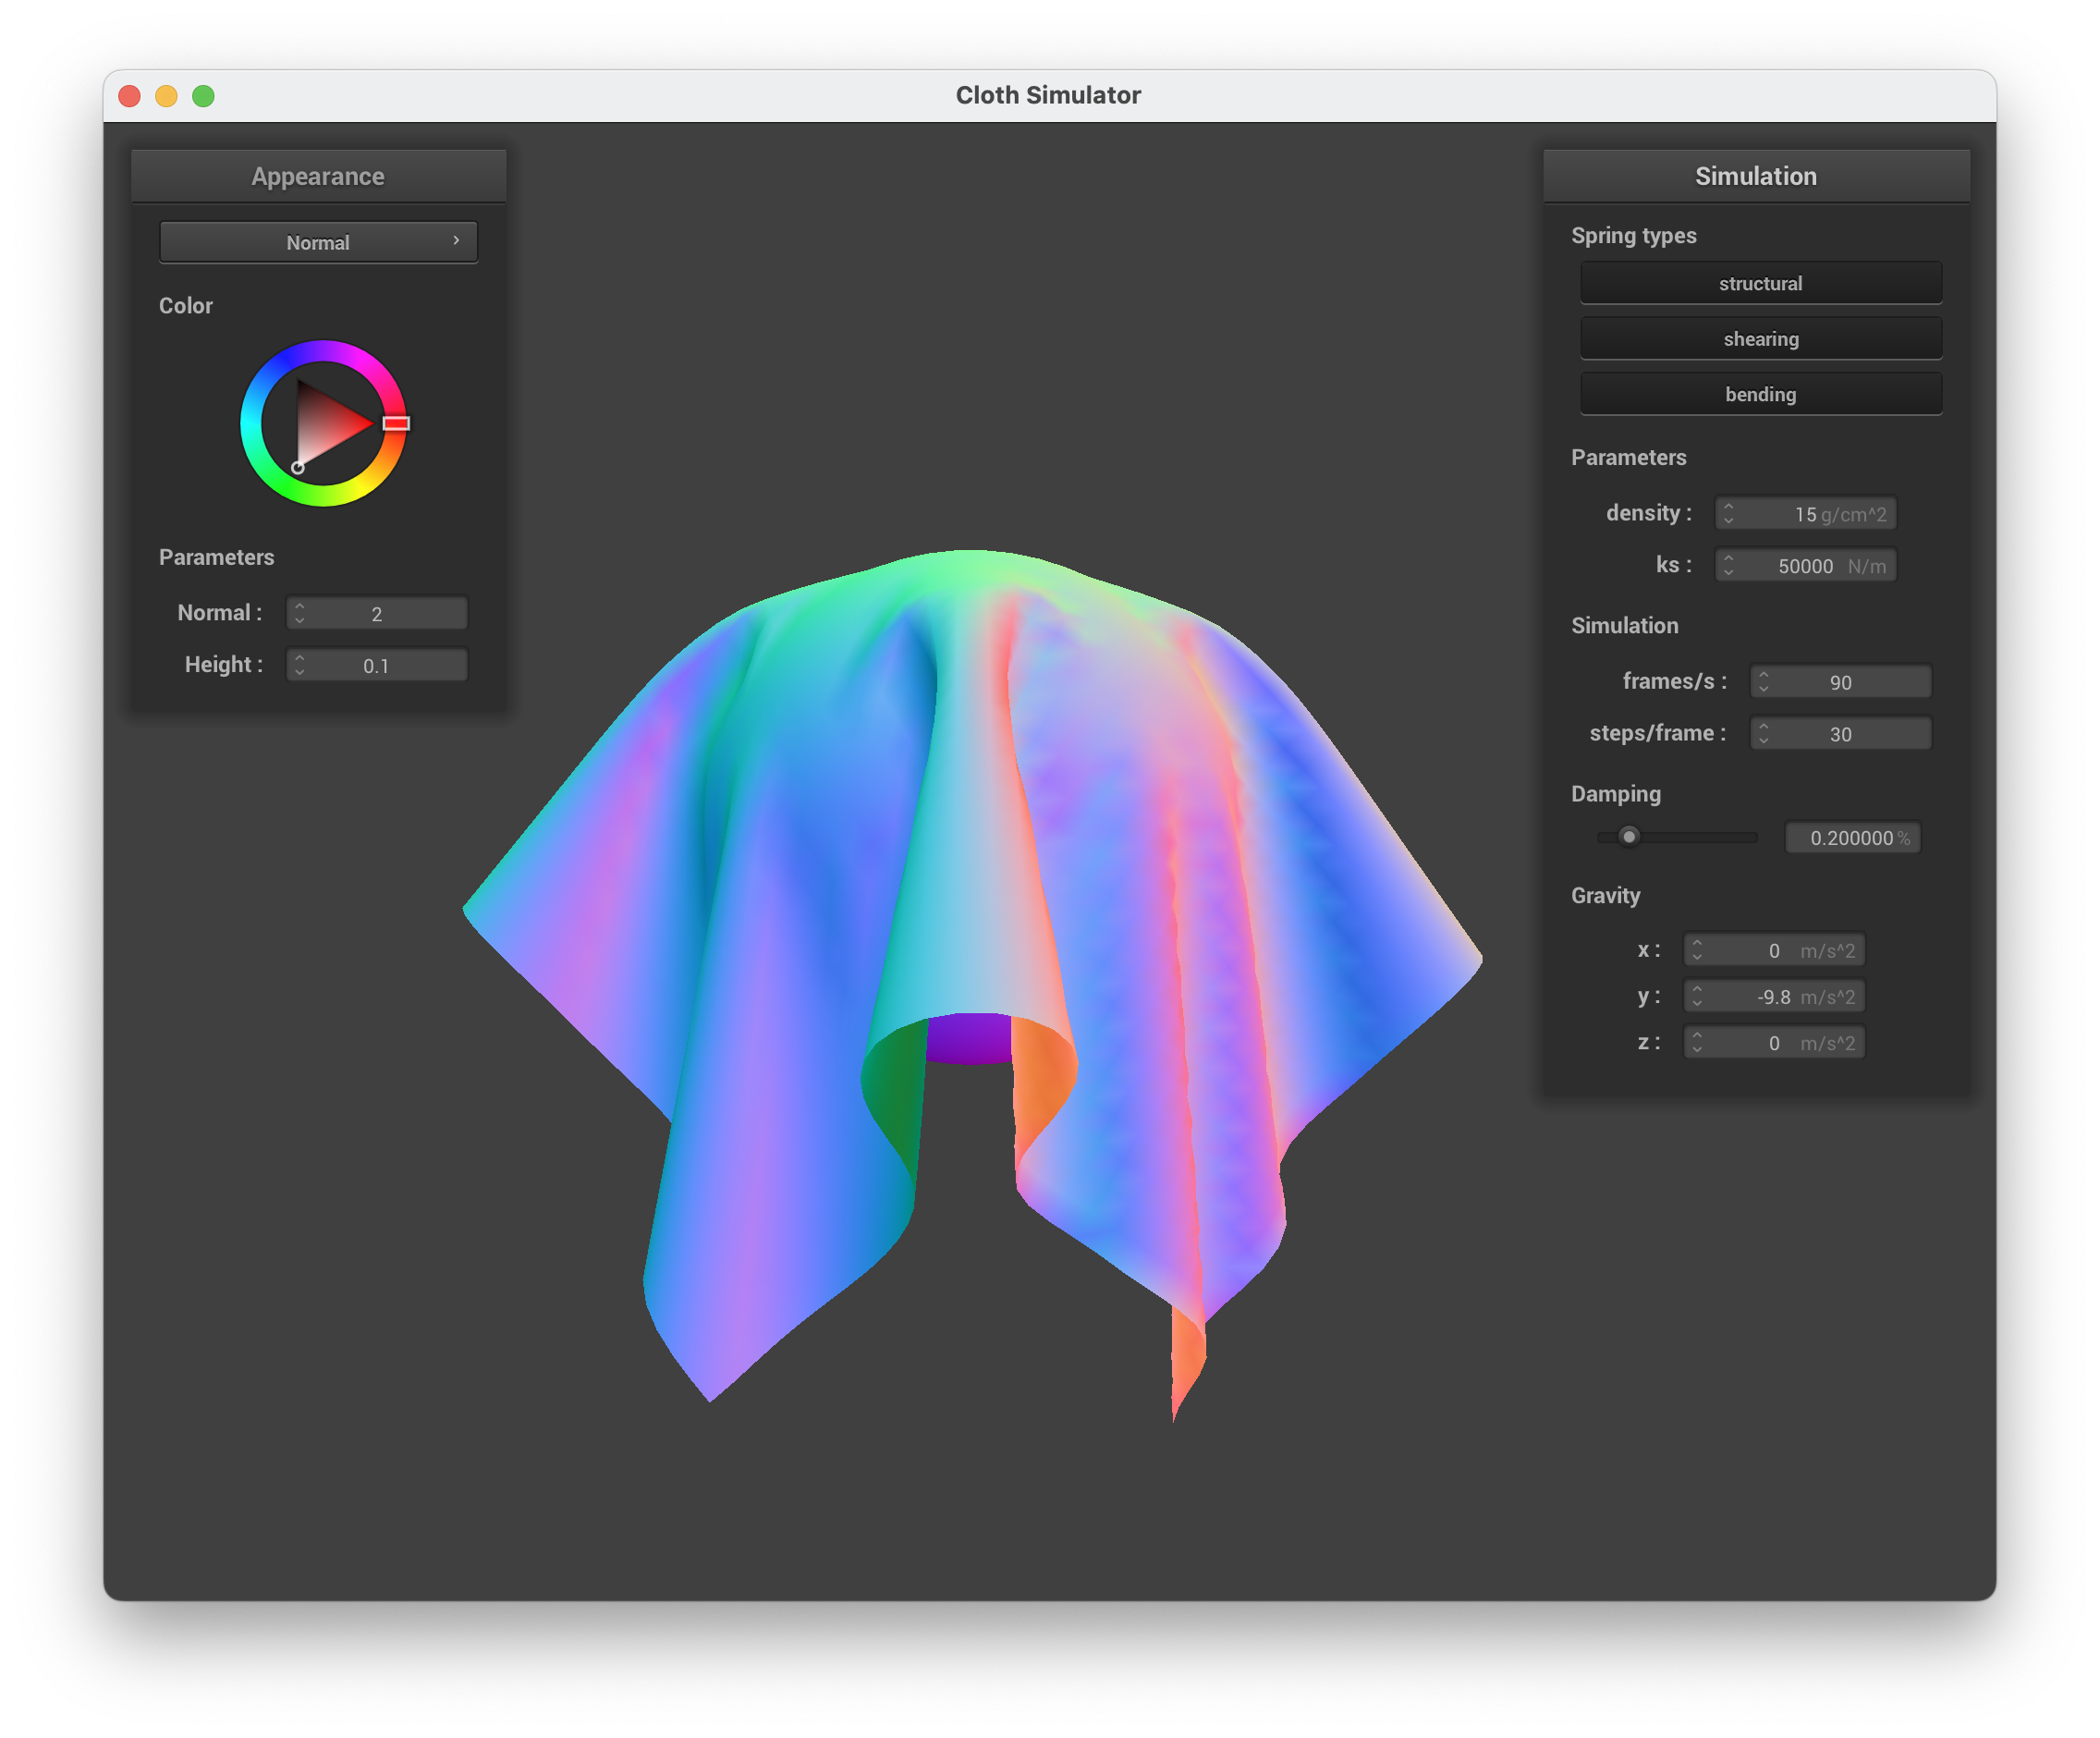 Cloth Simulator
Appearance
Normal
Color
Parameters
Normal : 2
Height : 0.1
Simulation
Spring types
structural
shearing
bending
Parameters
density : 15 g/cm^2
ks : 50000 N/m
Simulation
frames/s : 90
steps/frame : 30
Damping
0.200000 %
Gravity
x : 0 m/s^2
y : -9.8 m/s^2
z : 0 m/s^2